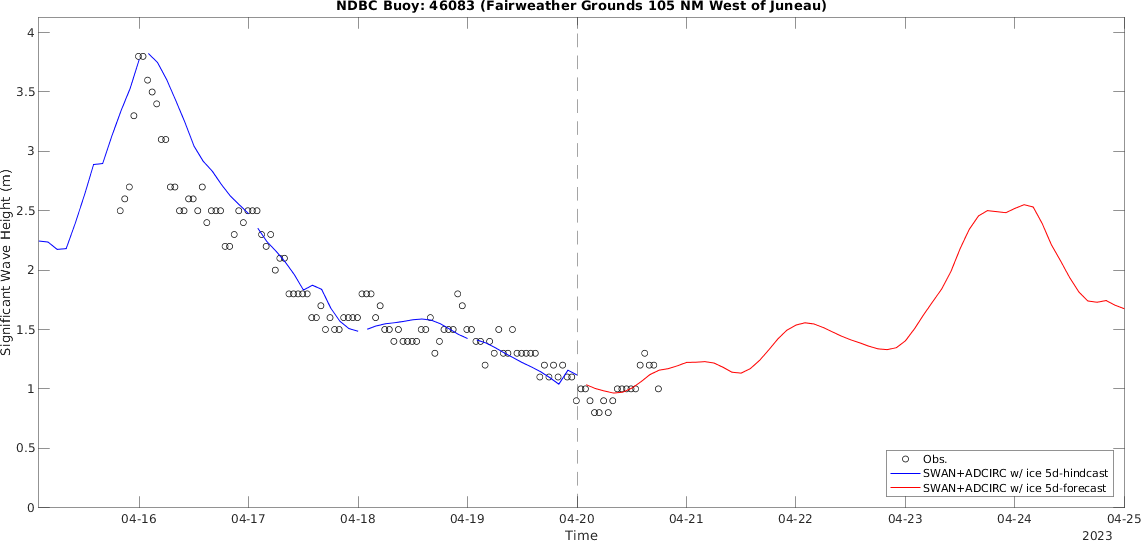 NDBC Buoy: 46083 (Fairweather Grounds 105 NM West of Juneau)
4
3.5
3
2.5
2
1.5
1
0.5
0
Significant Wave Height (m)
Obs.
SWAN+ADCIRC w/ ice 5d-hindcast
SWAN+ADCIRC w/ ice 5d-forecast
04-16 04-17 04-18 04-19 04-20 04-21 04-22 04-23 04-24 04-25
Time
2023